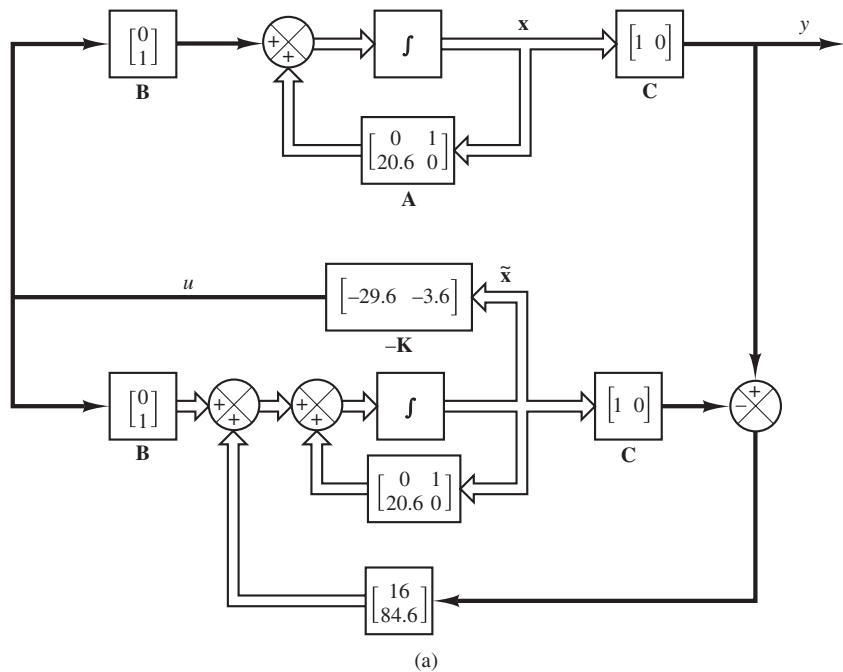 x
y
[0
1]
+
+
∫
[1 0]
B
C
[0 1
20.6 0]
A
u
x̃
[–29.6 –3.6]
–K
[0
1]
+
+
+
+
∫
[1 0]
+
–
B
C
[0 1
20.6 0]
[16
84.6]
(a)